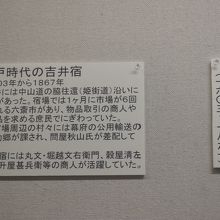 戸時代の吉井宿
03年から1867年
には中山道の脇往還（姫街道）沿いに
があった。宿場では1ヶ月に市場が6回
れる六斎市があり、物品取引の商人や
品を求める庶民でにぎわっていた。
場周辺の村々には幕府の公用輸送の
郷が課され、問屋秋山氏が差配して
宿には丸文・堀越文右衛門、穀屋清左
升屋甚兵衛等の商人が活躍していた。